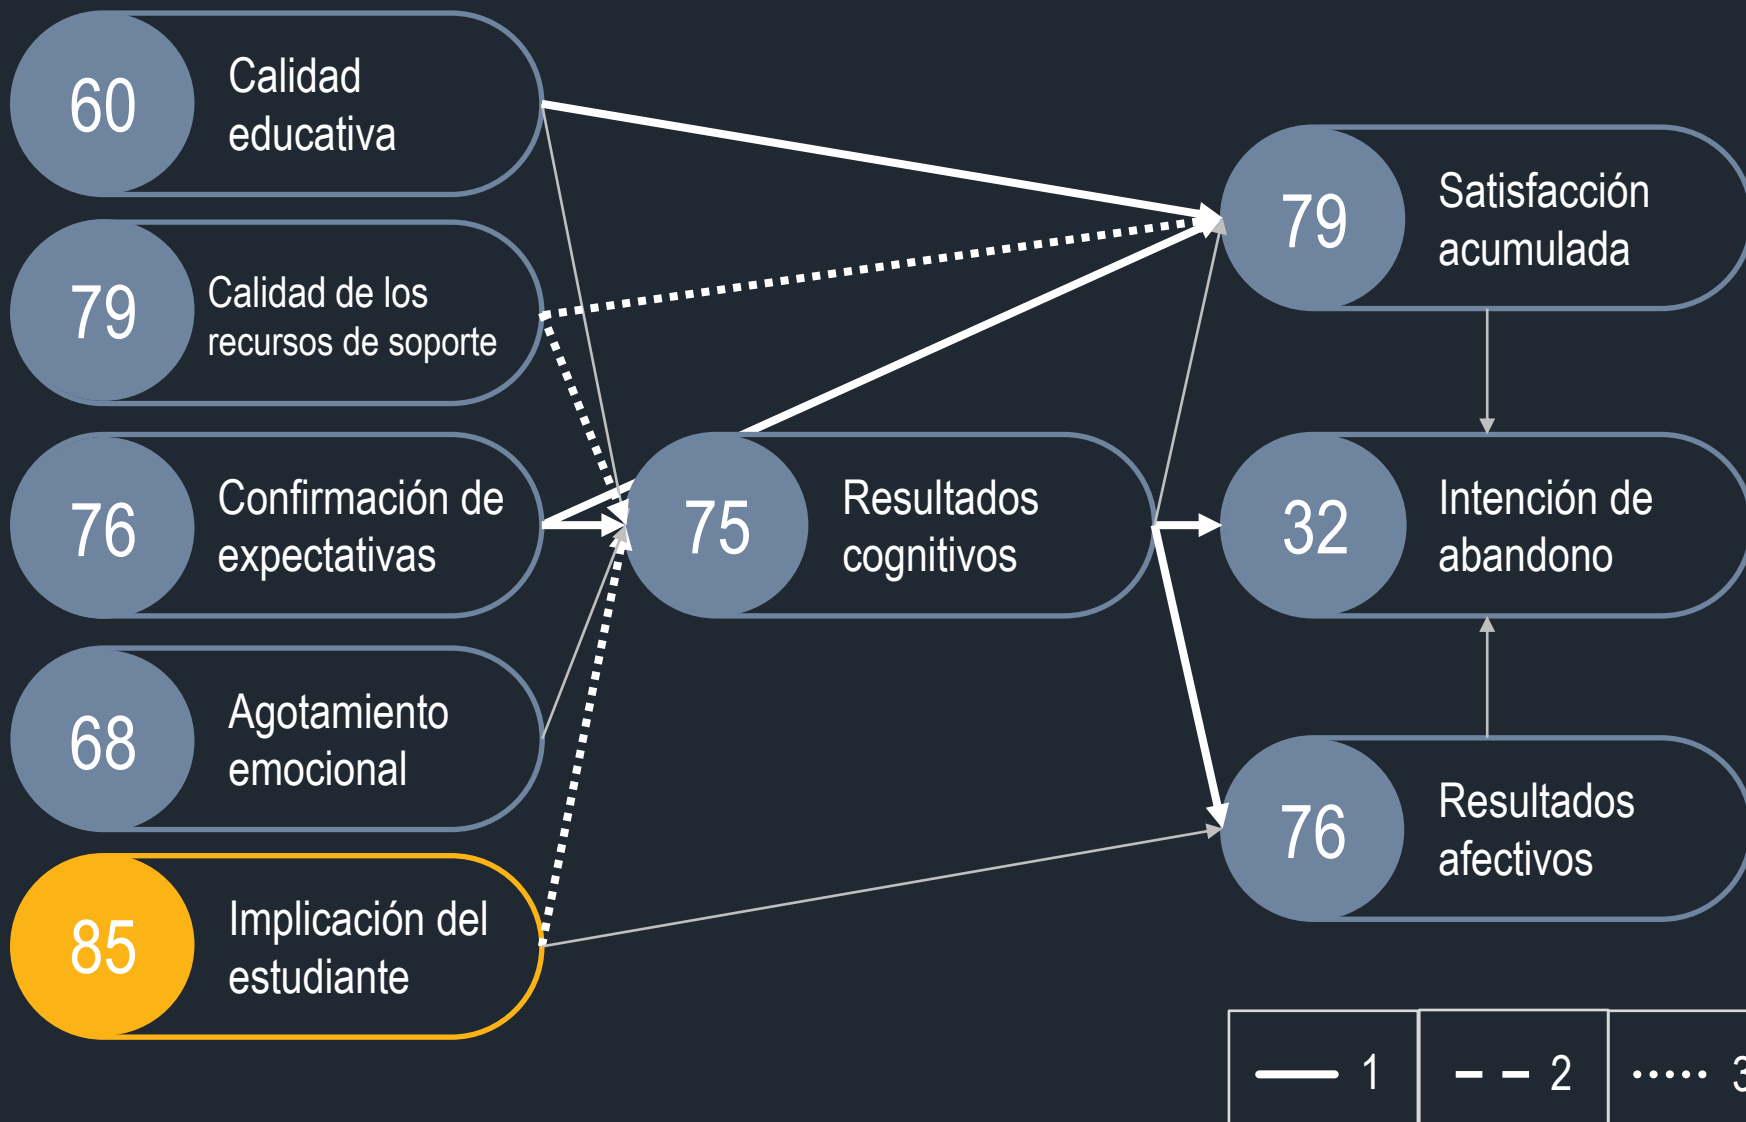 60
Calidad
educativa
79
Calidad de los
recursos de soporte
76
Confirmación de
expectativas
68
Agotamiento
emocional
85
Implicación del
estudiante
75
Resultados
cognitivos
79
Satisfacción
acumulada
32
Intención de
abandono
76
Resultados
afectivos
1
2
3